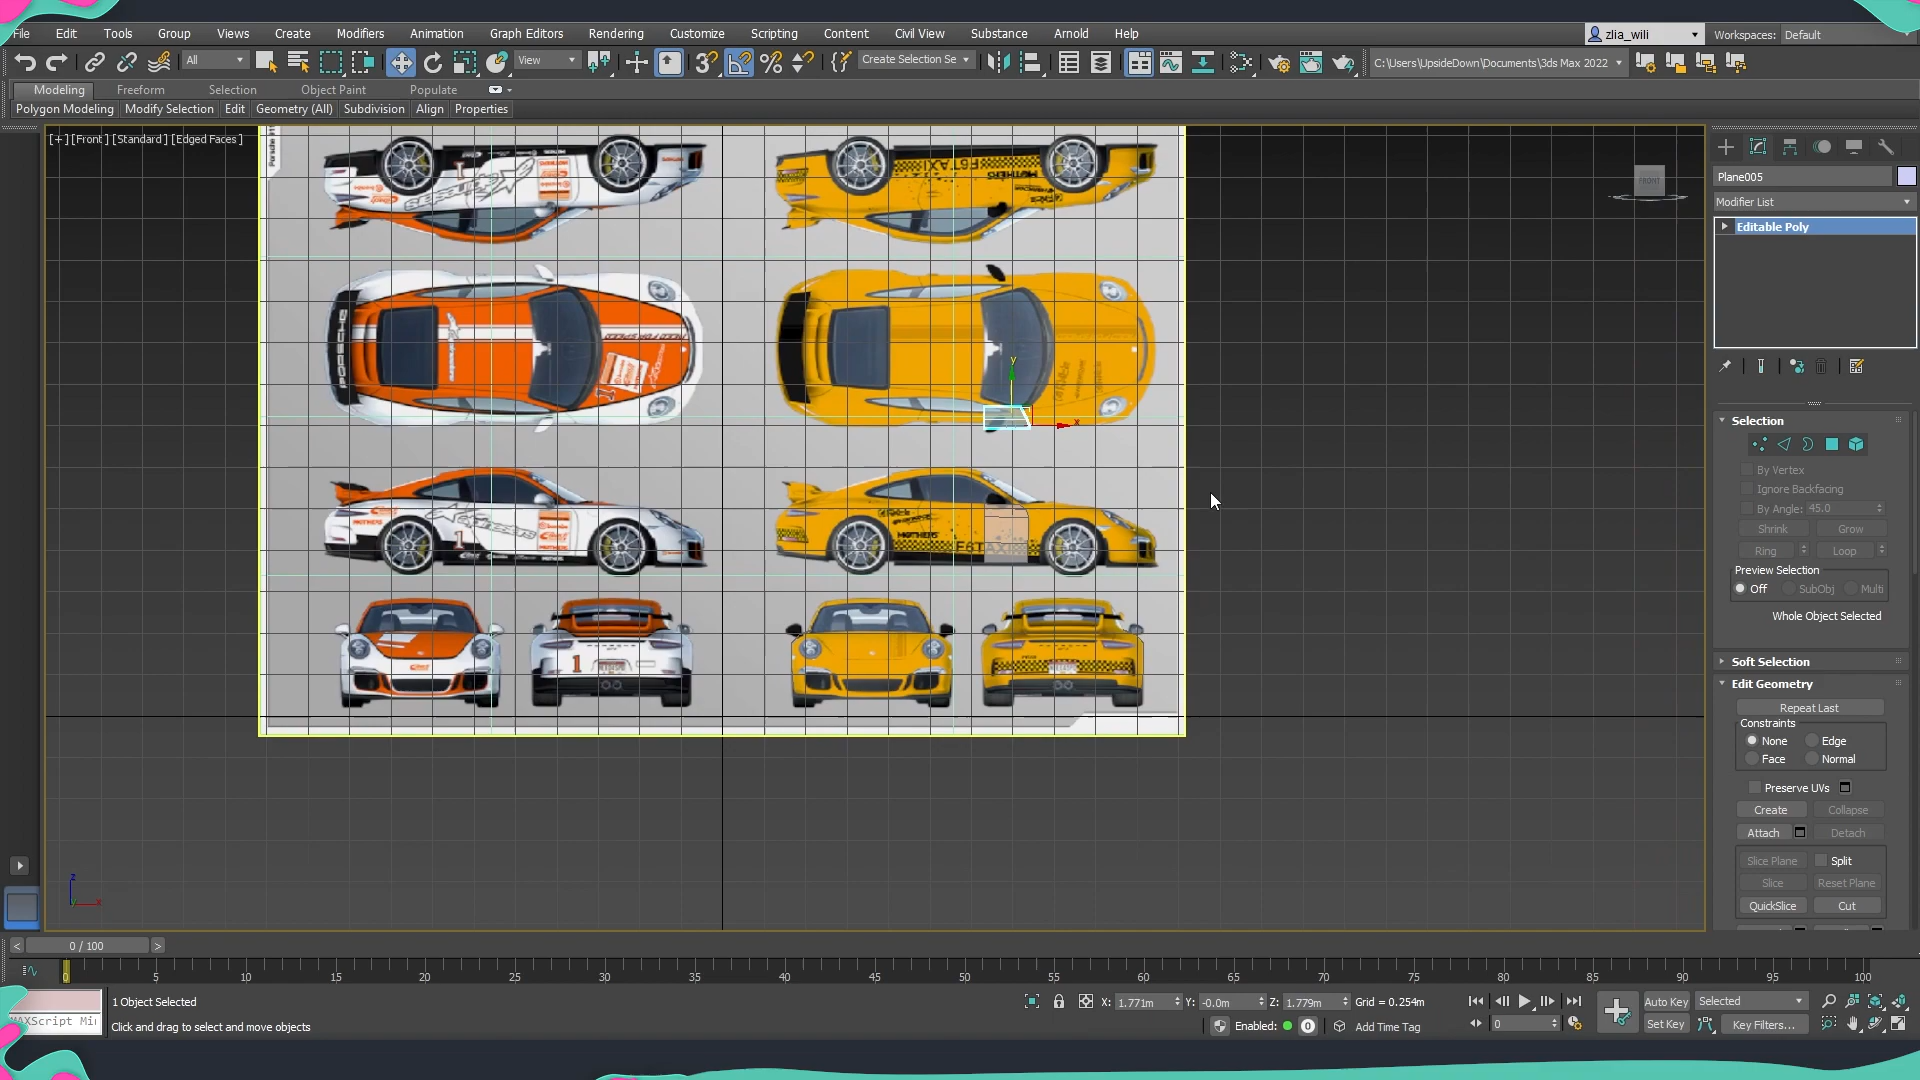 File Edit Tools Group Views Create Modifiers Animation Graph Editors Rendering Customize Scripting Content Civil View Substance Arnold Help zlia_wili Workspaces: Default
All View 3 Create Selection Se C:\Users\UpsideDown\Documents\3ds Max 2022
Modeling Freeform Selection Object Paint Populate
Polygon Modeling Modify Selection Edit Geometry (All) Subdivision Align Properties
[+] [Front ] [Standard ] [Edged Faces ]
FRONT
Plane005
Modifier List
Editable Poly
Selection
By Vertex
Ignore Backfacing
By Angle: 45.0
Shrink Grow
Ring Loop
Preview Selection
Off SubObj Multi
Whole Object Selected
Soft Selection
Edit Geometry
Repeat Last
Constraints
None Edge
Face Normal
Preserve UVs
Create Collapse
Attach Detach
Slice Plane Split
Slice Reset Plane
QuickSlice Cut
y
x
z
x
< 0 / 100 >
0 5 10 15 20 25 30 35 40 45 50 55 60 65 70 75 80 85 90 95 100
1 Object Selected X: 1.771m Y: -0.0m Z: 1.779m Grid = 0.254m Auto Key Selected
MAXScript Mi Click and drag to select and move objects Enabled: 0 Add Time Tag 0 Set Key Key Filters...